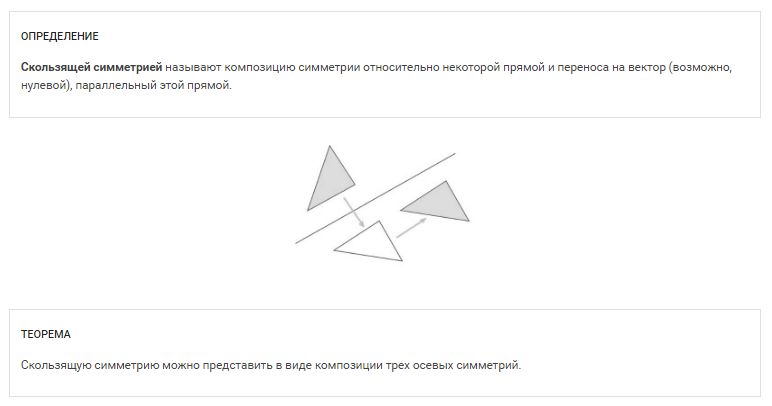 ОПРЕДЕЛЕНИЕ
Скользящей симметрией называют композицию симметрии относительно некоторой прямой и переноса на вектор (возможно,
нулевой), параллельный этой прямой.
ТЕОРЕМА
Скользящую симметрию можно представить в виде композиции трех осевых симметрий.